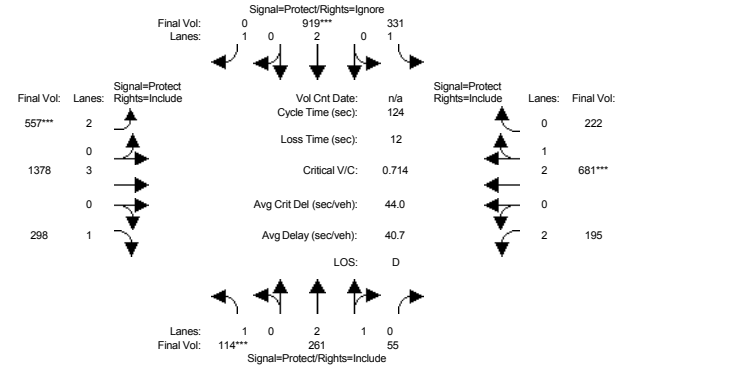 Signal=Protect/Rights=Ignore
Final Vol: 0 919*** 331
Lanes: 1 0 2 0 1
Signal=Protect Signal=Protect
Final Vol: Lanes: Rights=Include Vol Cnt Date: n/a Rights=Include Lanes: Final Vol:
Cycle Time (sec): 124
557*** 2 0 222
Loss Time (sec): 12
0 1
1378 3 Critical V/C: 0.714 2 681***
0 Avg Crit Del (sec/veh): 44.0 0
298 1 Avg Delay (sec/veh): 40.7 2 195
LOS: D
Lanes: 1 0 2 1 0
Final Vol: 114*** 261 55
Signal=Protect/Rights=Include